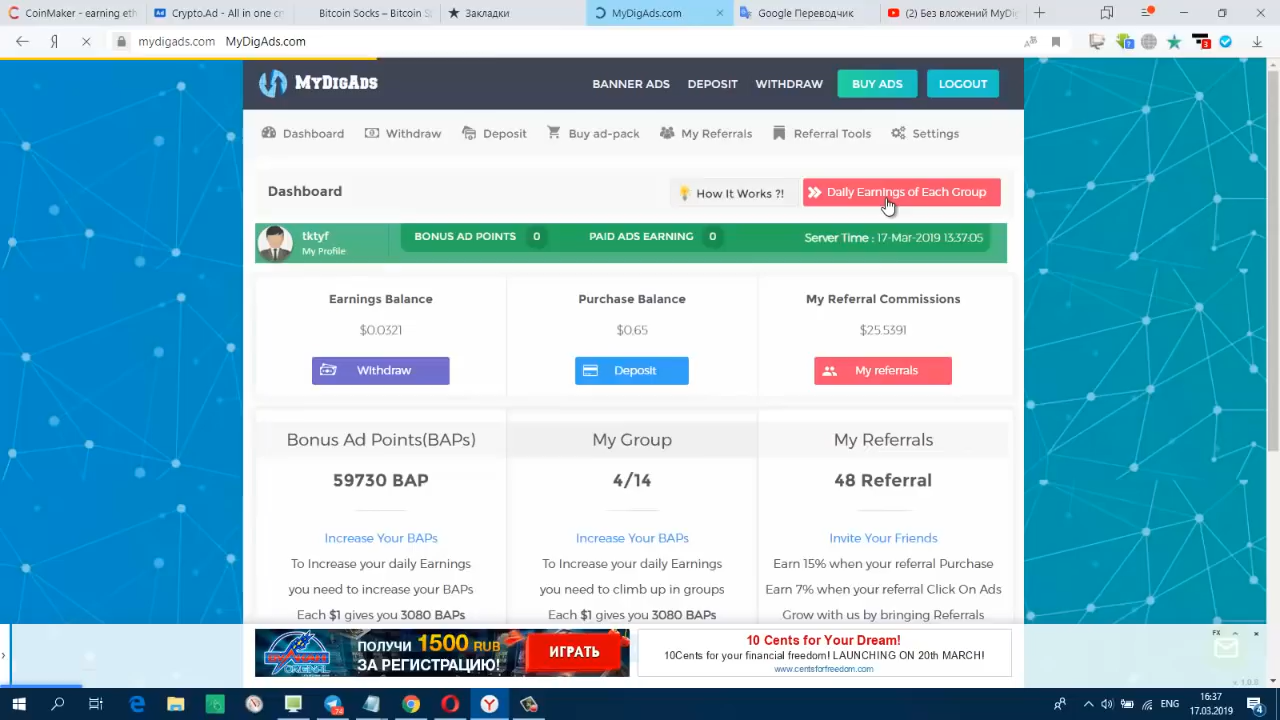 CoinMaker - earning eth
Crypto.Ad - All in one cr
Bitcoin Socks – Bitcoin S
Закладки
MyDigAds.com
Google Переводчик
(2) Без вложений MyDig
mydigads.com MyDigAds.com
MyDigAds
BANNER ADS
DEPOSIT
WITHDRAW
BUY ADS
LOGOUT
Dashboard
Withdraw
Deposit
Buy ad-pack
My Referrals
Referral Tools
Settings
Dashboard
How It Works ?!
Daily Earnings of Each Group
tktyf
My Profile
BONUS AD POINTS 0
PAID ADS EARNING 0
Server Time : 17-Mar-2019 13:37:05
Earnings Balance
$0.0321
Withdraw
Purchase Balance
$0.65
Deposit
My Referral Commissions
$25.5391
My referrals
Bonus Ad Points(BAPs)
59730 BAP
Increase Your BAPs
To Increase your daily Earnings
you need to increase your BAPs
Each $1 gives you 3080 BAPs
My Group
4/14
Increase Your BAPs
To Increase your daily Earnings
you need to climb up in groups
Each $1 gives you 3080 BAPs
My Referrals
48 Referral
Invite Your Friends
Earn 15% when your referral Purchase
Earn 7% when your referral Click On Ads
Grow with us by bringing Referrals
ПОЛУЧИ 1500 RUB
ЗА РЕГИСТРАЦИЮ!
ИГРАТЬ
10 Cents for Your Dream!
10Cents for your financial freedom! LAUNCHING ON 20th MARCH!
www.centsforfreedom.com
FX
v 1.0.0
ENG
16:37
17.03.2019